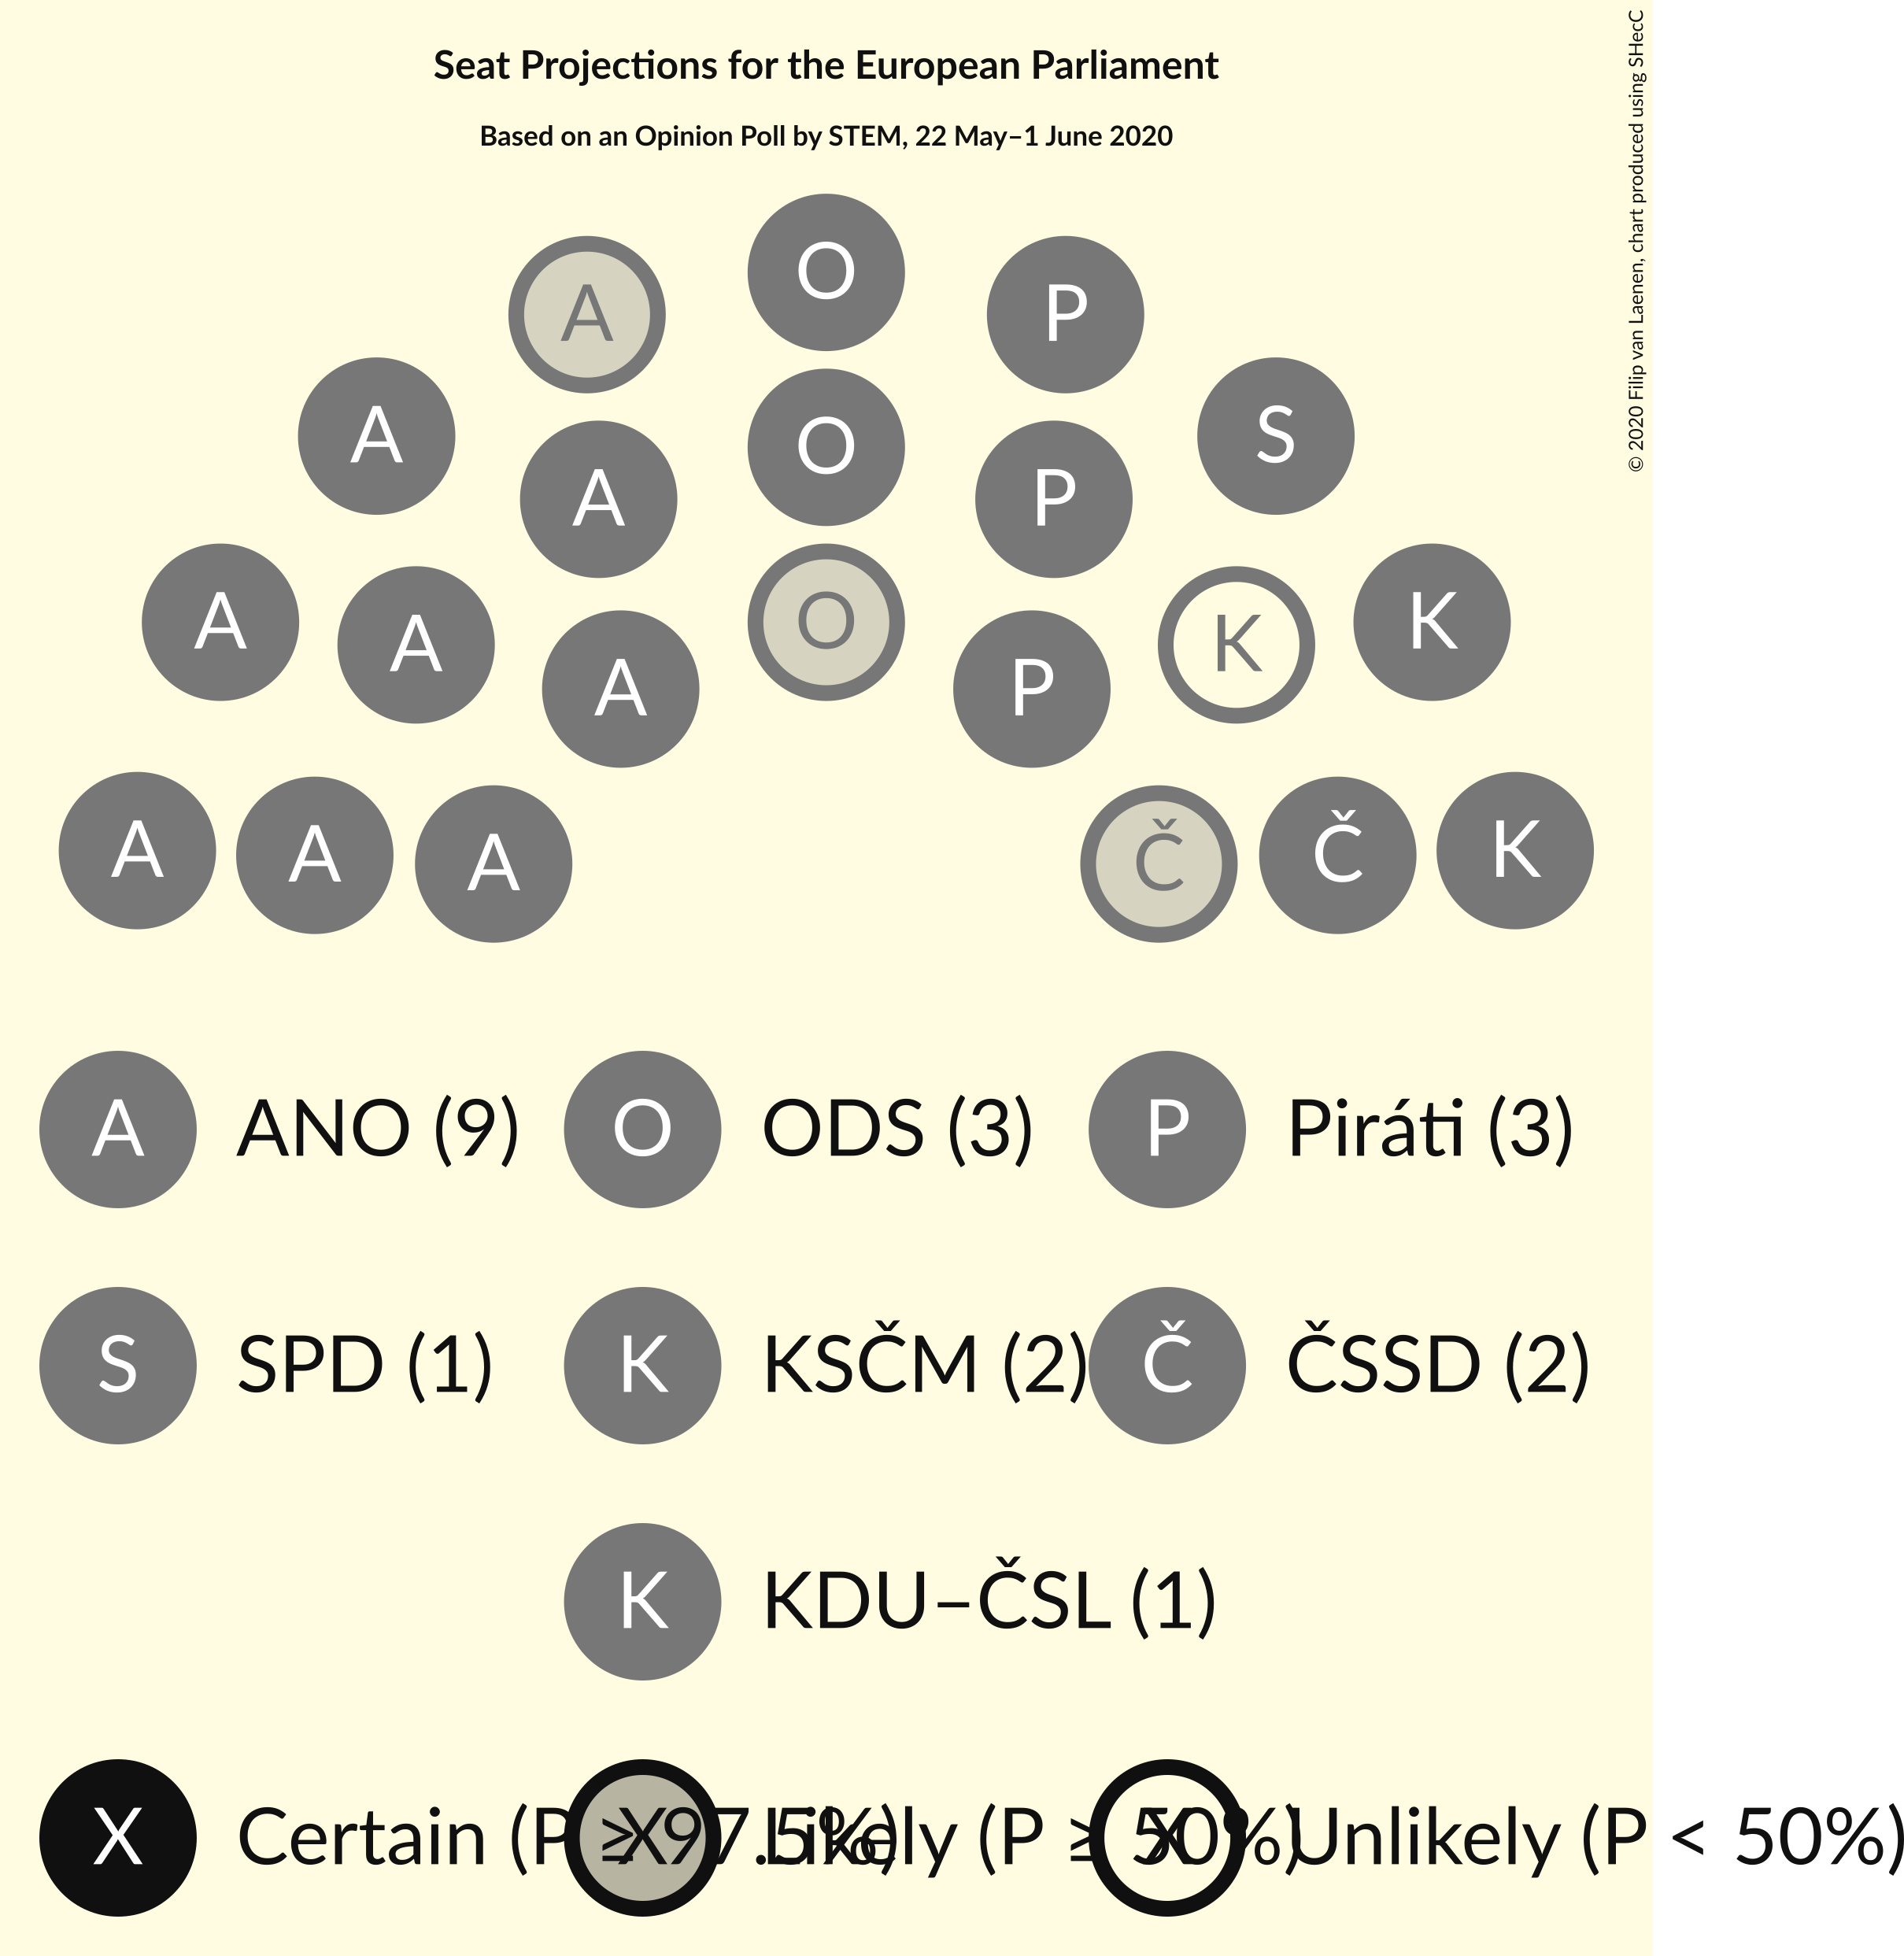 Seat Projections for the European Parliament
Based on an Opinion Poll by STEM, 22 May–1 June 2020
© 2020 Filip van Laenen, chart produced using SHecC
O
A P
A O S
A P
A O K
A K
A P
A Č K
A Č
A
A ANO (9) O ODS (3) P Piráti (3)
S SPD (1) K KSČM (2) Č ČSSD (2)
K KDU–ČSL (1)
X Certain (P ≥ 97.5%) X Likely (P ≥ 50%) X Unlikely (P < 50%)